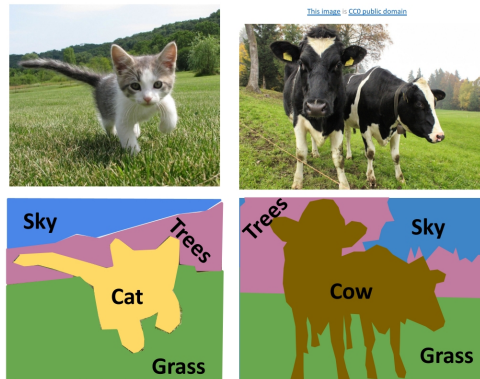 This image is CC0 public domain
Sky
Trees
Cat
Grass
Trees
Sky
Cow
Grass